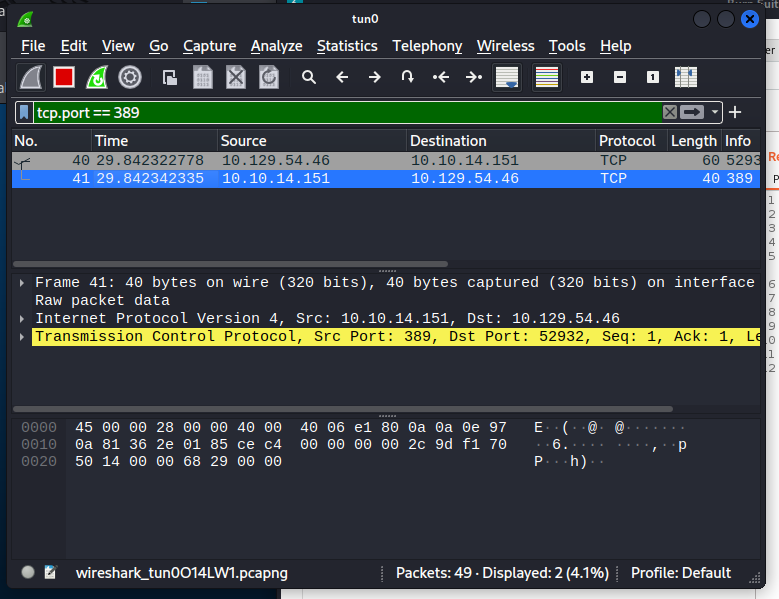 tun0
File Edit View Go Capture Analyze Statistics Telephony Wireless Tools Help
tcp.port == 389
No. Time Source Destination Protocol Length Info
40 29.842322778 10.129.54.46 10.10.14.151 TCP 60 5293
41 29.842342335 10.10.14.151 10.129.54.46 TCP 40 389
Frame 41: 40 bytes on wire (320 bits), 40 bytes captured (320 bits) on interface
Raw packet data
Internet Protocol Version 4, Src: 10.10.14.151, Dst: 10.129.54.46
Transmission Control Protocol, Src Port: 389, Dst Port: 52932, Seq: 1, Ack: 1, Le
0000 45 00 00 28 00 00 40 00 40 06 e1 80 0a 0a 0e 97 E··(··@· @·······
0010 0a 81 36 2e 01 85 ce c4 00 00 00 00 2c 9d f1 70 ··6.···· ····,··p
0020 50 14 00 00 68 29 00 00 P···h)··
wireshark_tun0O14LW1.pcapng
Packets: 49 · Displayed: 2 (4.1%)
Profile: Default